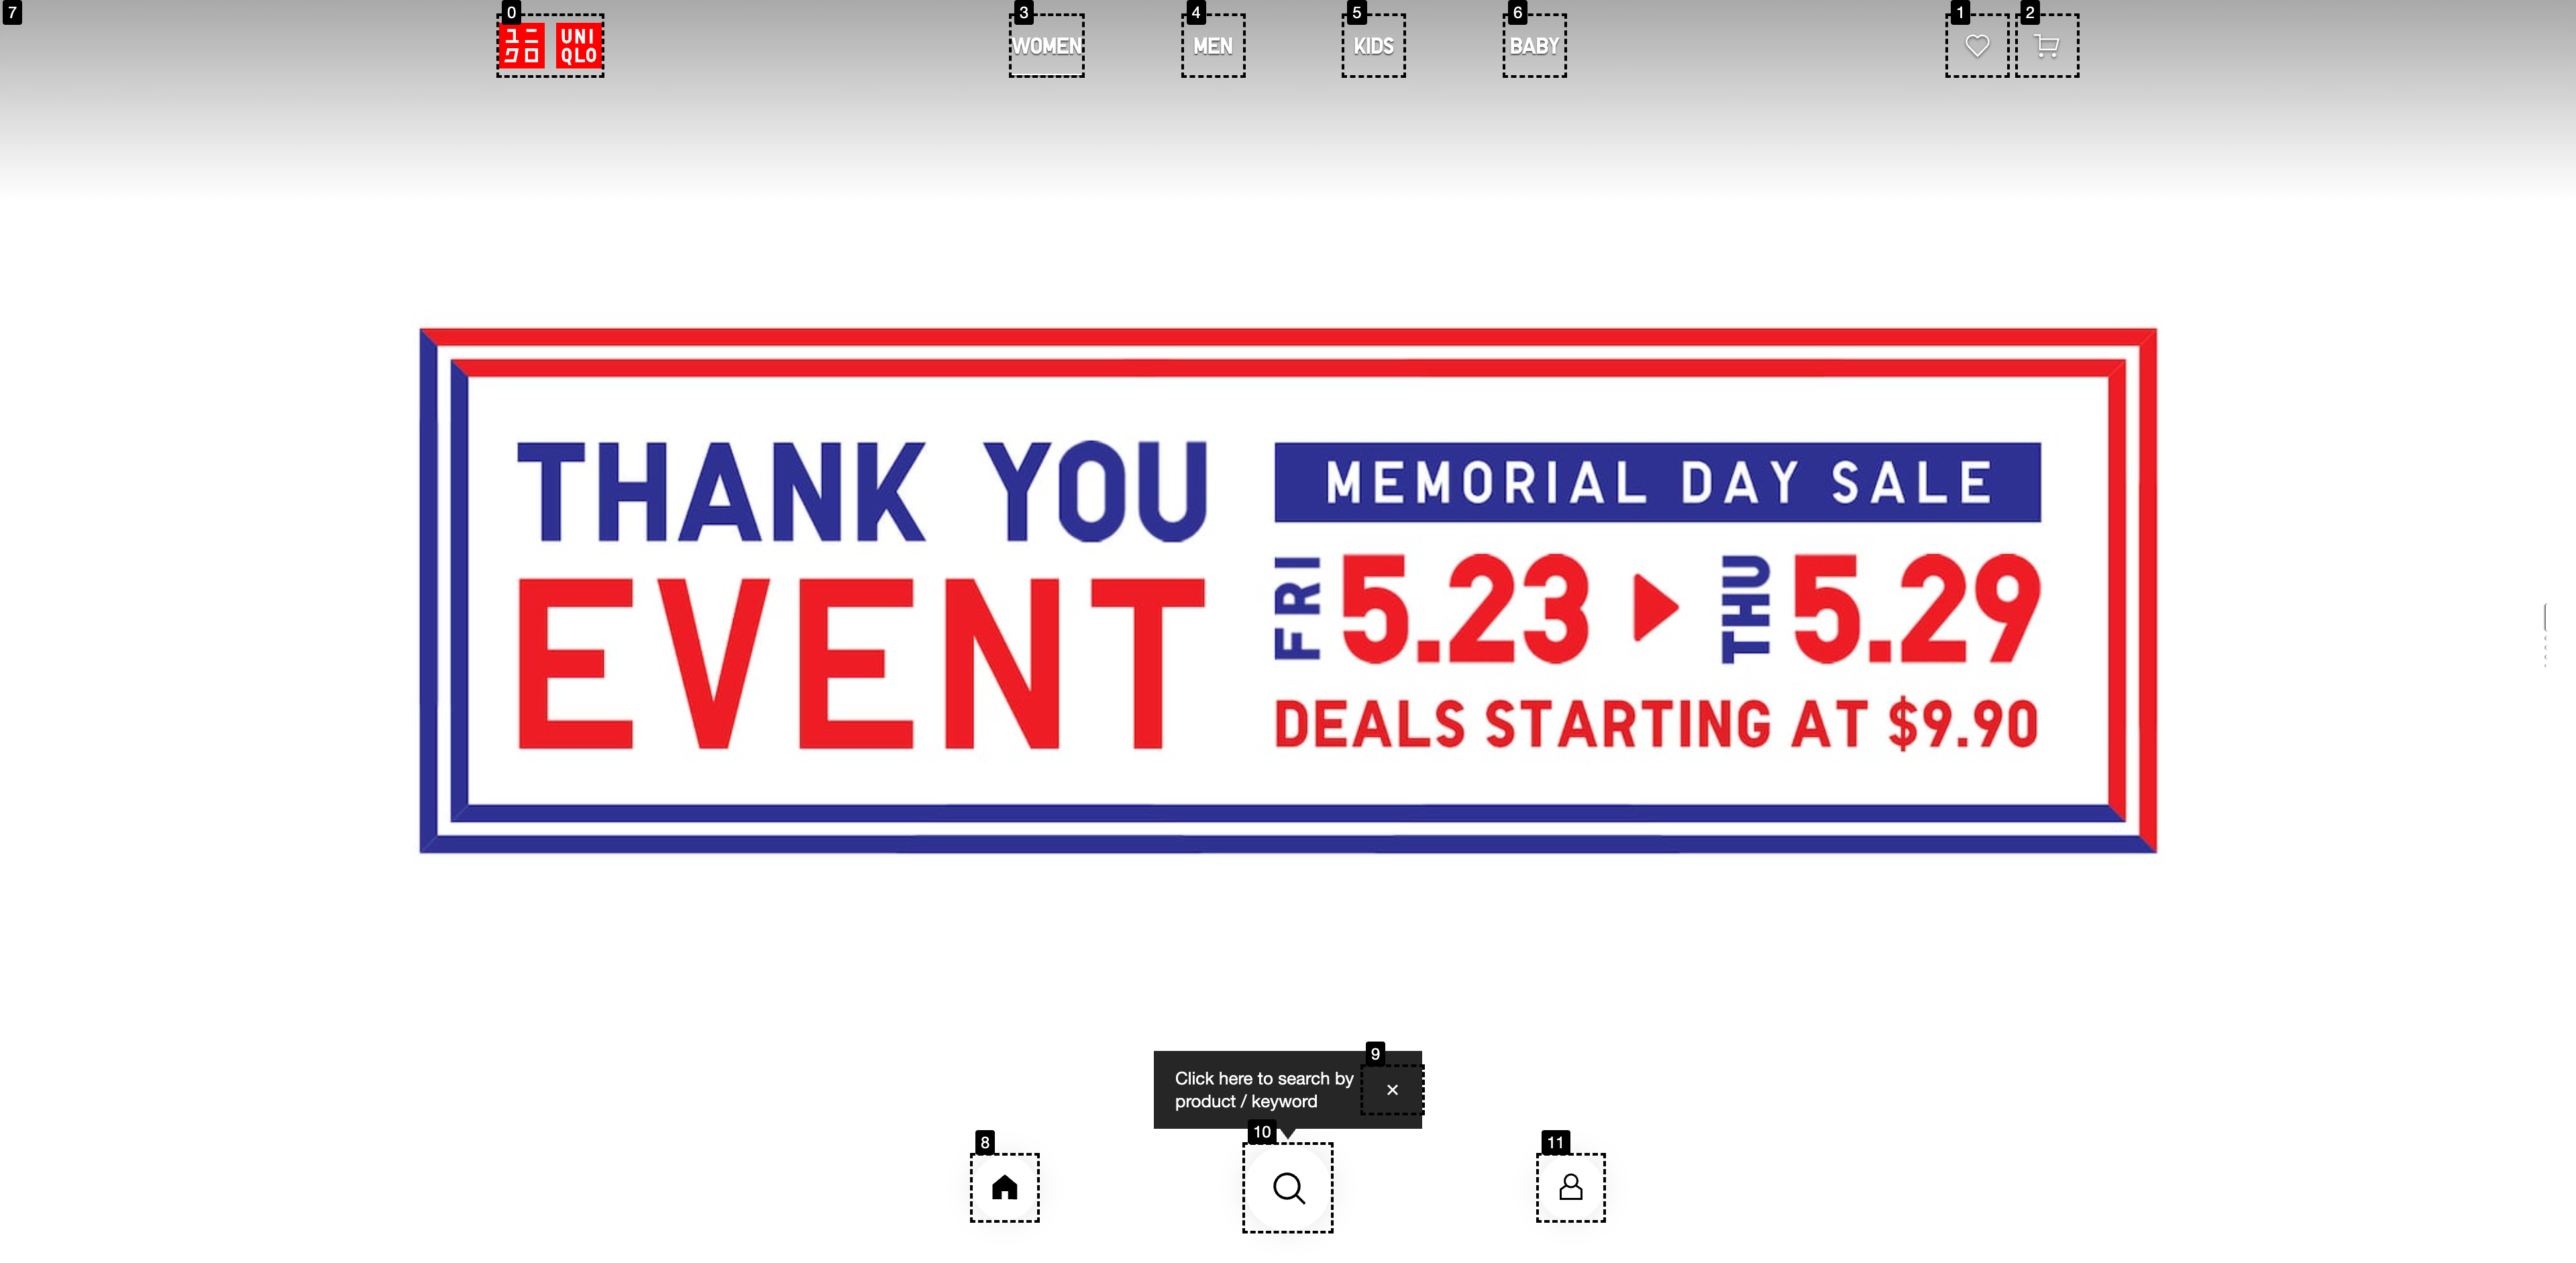 7
0
3
4
5
6
1
2
ユニ
クロ
UNI
QLO
WOMEN
MEN
KIDS
BABY
THANK YOU
EVENT
MEMORIAL DAY SALE
FRI 5.23 ▶ THU 5.29
DEALS STARTING AT $9.90
9
Click here to search by
product / keyword
×
10
8
11